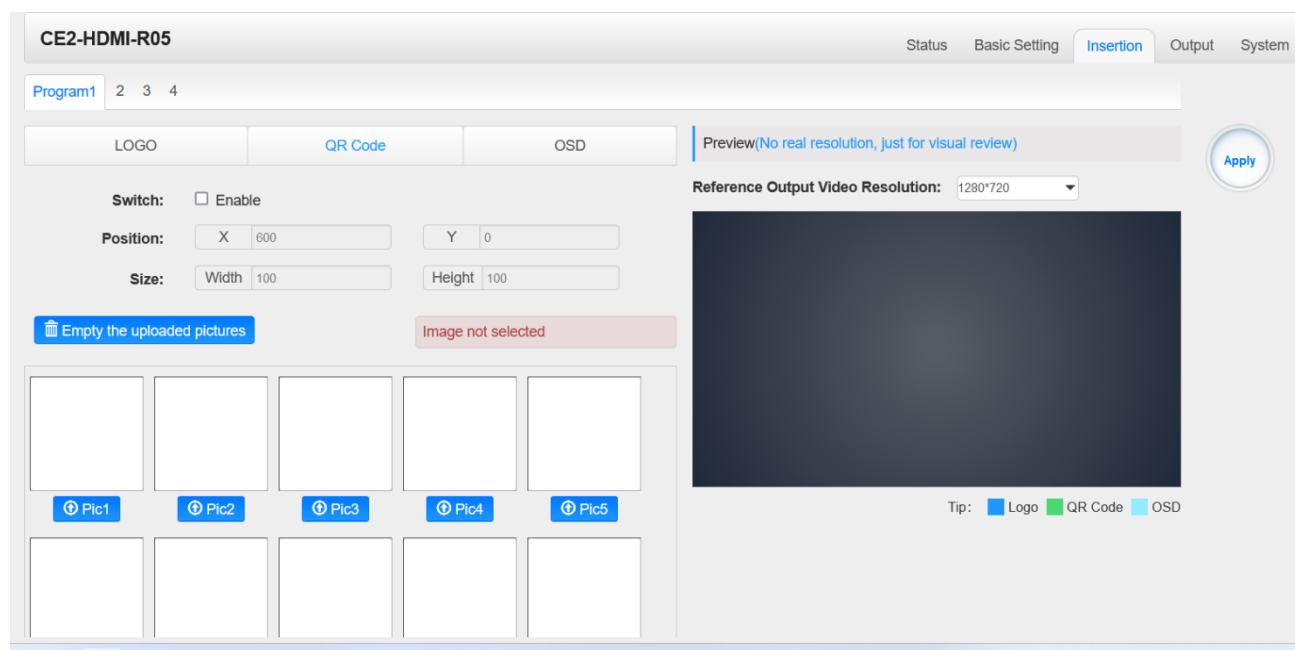 CE2-HDMI-R05
Status Basic Setting Insertion Output System
Program1 2 3 4
LOGO QR Code OSD
Preview(No real resolution, just for visual review)
Apply
Reference Output Video Resolution: 1280*720
Switch: Enable
Position: X 600 Y 0
Size: Width 100 Height 100
Empty the uploaded pictures
Image not selected
Pic1 Pic2 Pic3 Pic4 Pic5
Tip: Logo QR Code OSD